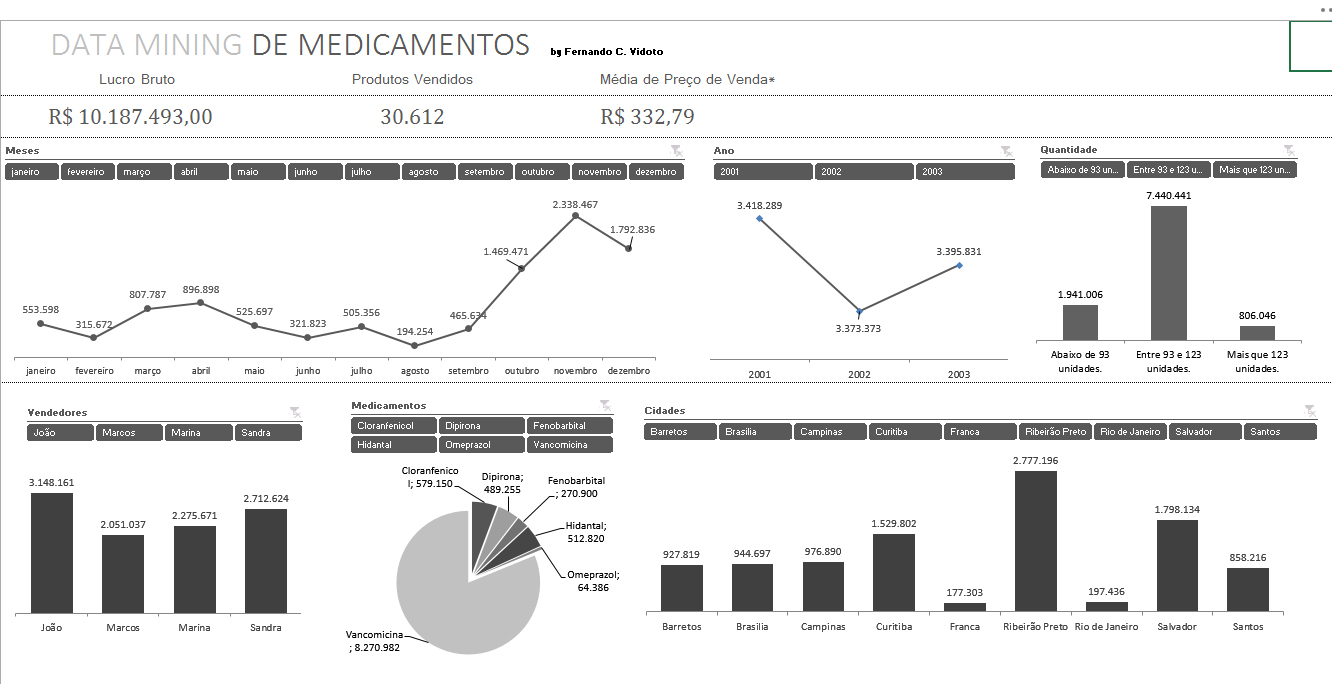 DATA MINING DE MEDICAMENTOS by Fernando C. Vidoto
Lucro Bruto Produtos Vendidos Média de Preço de Venda*
R$ 10.187.493,00 30.612 R$ 332,79
Meses
janeiro fevereiro março abril maio junho julho agosto setembro outubro novembro dezembro
553.598
315.672
807.787
896.898
525.697
321.823
505.356
194.254
465.634
1.469.471
2.338.467
1.792.836
janeiro fevereiro março abril maio junho julho agosto setembro outubro novembro dezembro
Ano
2001 2002 2003
3.418.289
3.373.373
3.395.831
2001 2002 2003
Quantidade
Abaixo de 93 un... Entre 93 e 123 u... Mais que 123 un...
1.941.006
7.440.441
806.046
Abaixo de 93 unidades.
Entre 93 e 123 unidades.
Mais que 123 unidades.
Vendedores
João Marcos Marina Sandra
3.148.161
2.051.037
2.275.671
2.712.624
João Marcos Marina Sandra
Medicamentos
Cloranfenicol Dipirona Fenobarbital
Hidantal Omeprazol Vancomicina
Cloranfenico
l; 579.150
Dipirona;
489.255
Fenobarbital
; 270.900
Hidantal;
512.820
Omeprazol;
64.386
Vancomicina
; 8.270.982
Cidades
Barretos Brasilia Campinas Curitiba Franca Ribeirão Preto Rio de Janeiro Salvador Santos
927.819
944.697
976.890
1.529.802
177.303
2.777.196
197.436
1.798.134
858.216
Barretos Brasilia Campinas Curitiba Franca Ribeirão Preto Rio de Janeiro Salvador Santos